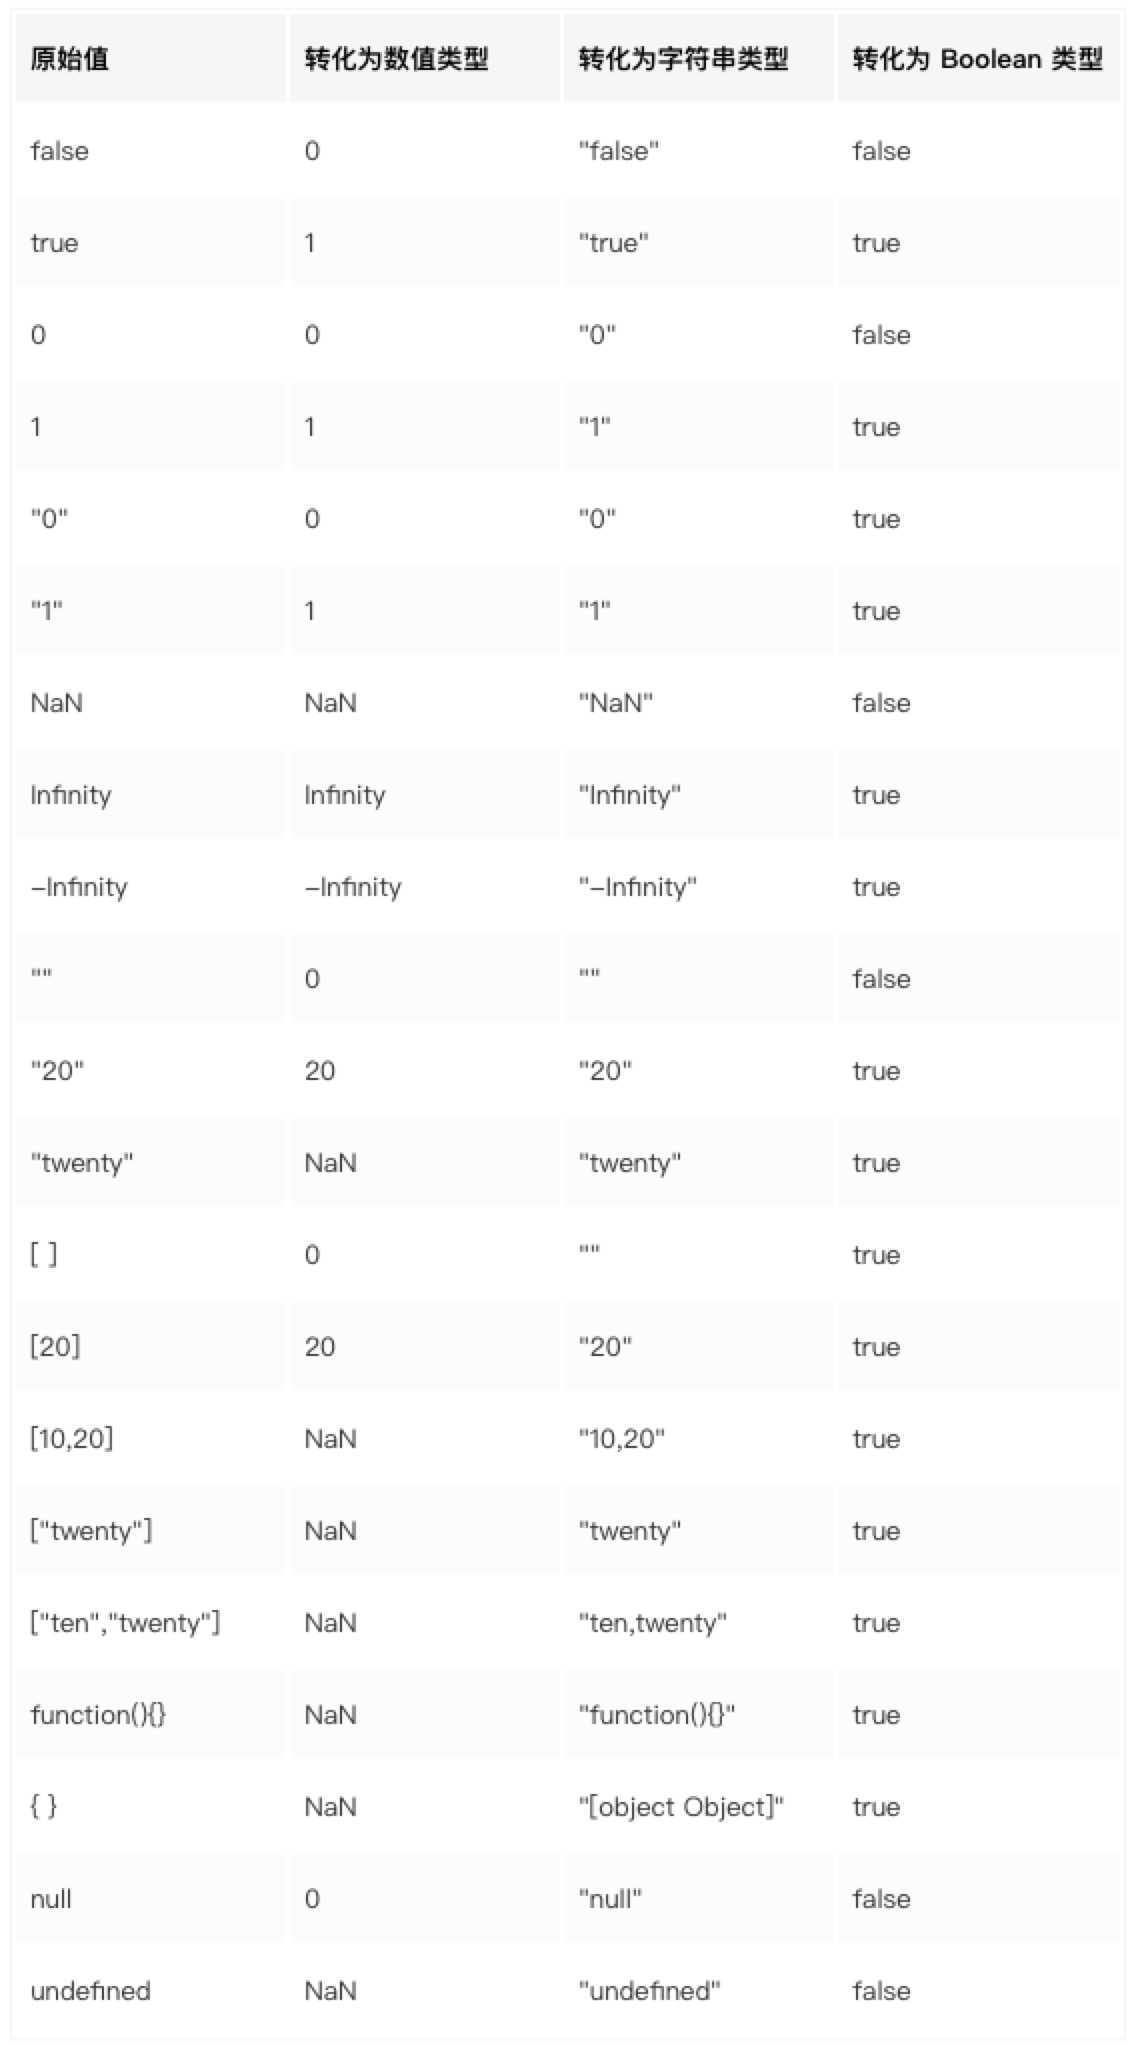 原始值 转化为数值类型 转化为字符串类型 转化为 Boolean 类型
false 0 "false" false
true 1 "true" true
0 0 "0" false
1 1 "1" true
"0" 0 "0" true
"1" 1 "1" true
NaN NaN "NaN" false
Infinity Infinity "Infinity" true
–Infinity –Infinity "–Infinity" true
"" 0 "" false
"20" 20 "20" true
"twenty" NaN "twenty" true
[ ] 0 "" true
[20] 20 "20" true
[10,20] NaN "10,20" true
["twenty"] NaN "twenty" true
["ten","twenty"] NaN "ten,twenty" true
function(){} NaN "function(){}" true
{ } NaN "[object Object]" true
null 0 "null" false
undefined NaN "undefined" false